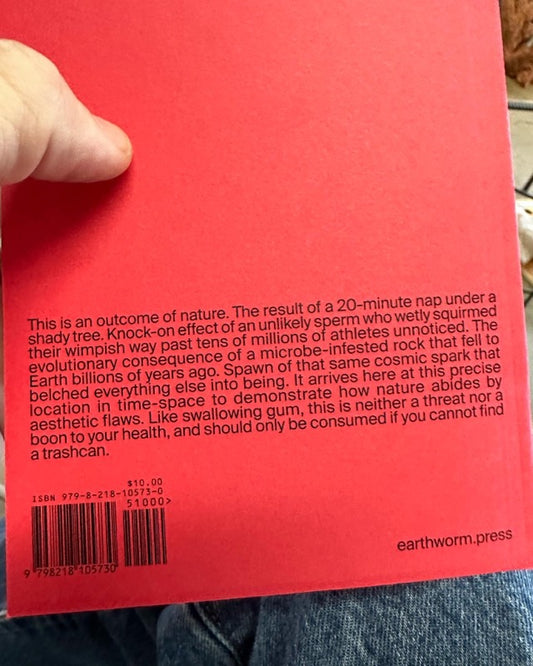 This is an outcome of nature. The result of a 20-minute nap under a
shady tree. Knock-on effect of an unlikely sperm who wetly squirmed
their wimpish way past tens of millions of athletes unnoticed. The
evolutionary consequence of a microbe-infested rock that fell to
Earth billions of years ago. Spawn of that same cosmic spark that
belched everything else into being. It arrives here at this precise
location in time-space to demonstrate how nature abides by
aesthetic flaws. Like swallowing gum, this is neither a threat nor a
boon to your health, and should only be consumed if you cannot find
a trashcan.
$10.00
ISBN 979-8-218-10573-0
51000>
9 798218 105730
earthworm.press